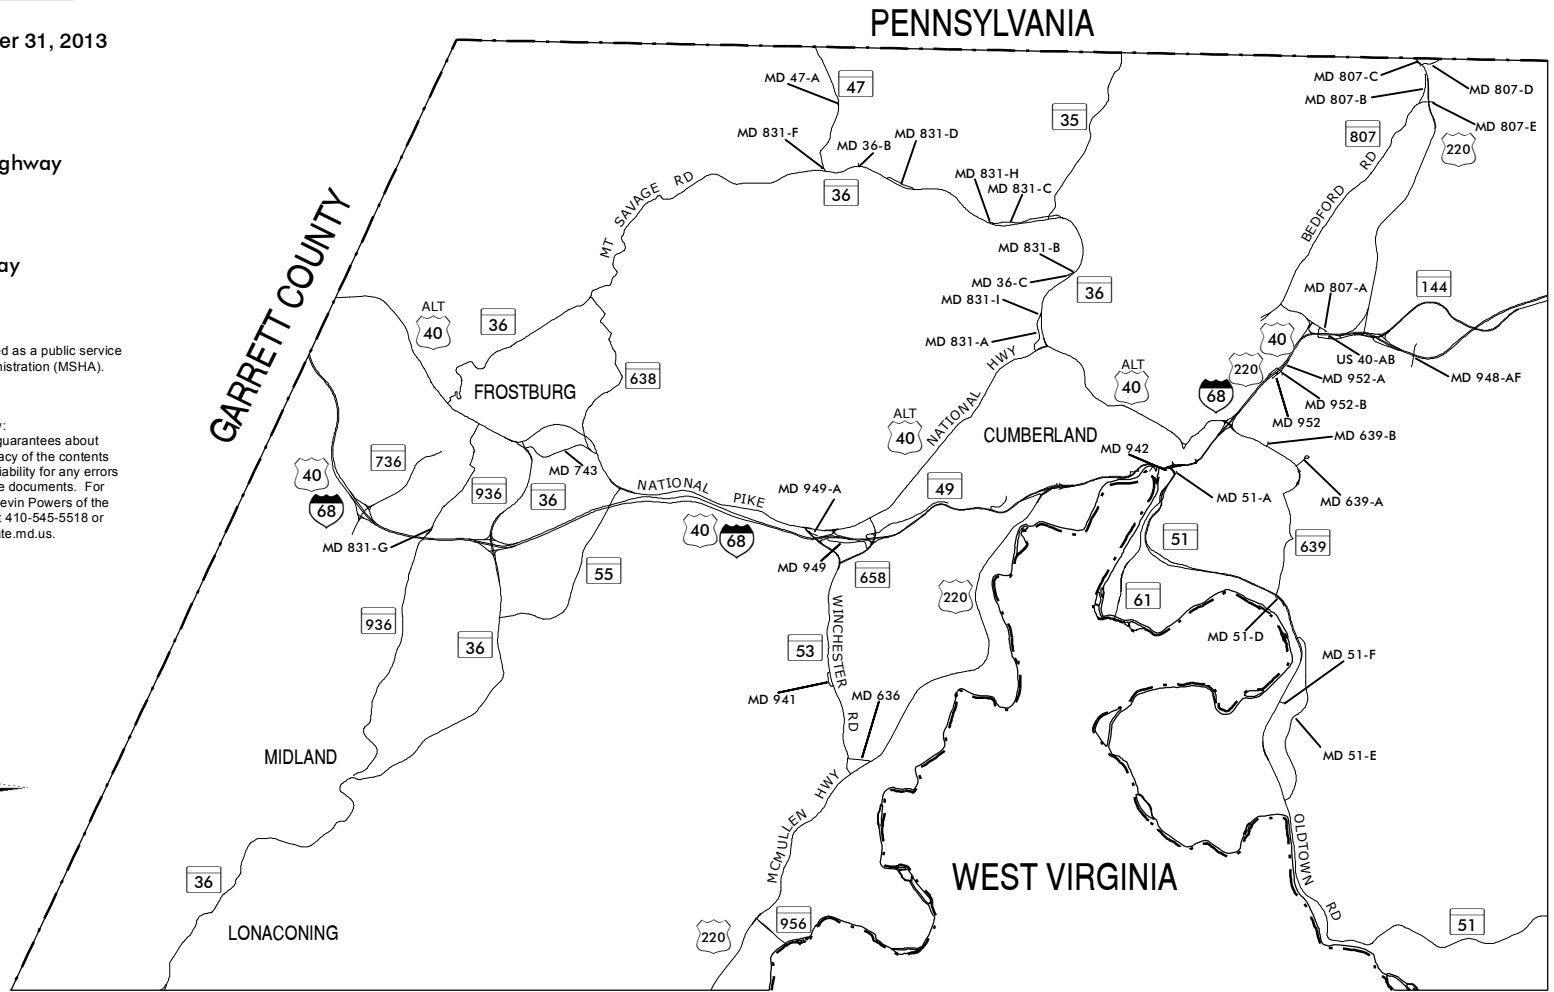 PENNSYLVANIA
er 31, 2013
ghway
ay
ed as a public service
nistration (MSHA).
y:
guarantees about
acy of the contents
iability for any errors
e documents. For
evin Powers of the
t 410-545-5518 or
te.md.us.
GARRETT COUNTY
MD 47-A
47
MD 831-F
MD 36-B
MD 831-D
36
MT SAVAGE RD
35
MD 831-H
MD 831-C
MD 831-B
MD 36-C
MD 831-I
36
MD 831-A
MD 807-C
MD 807-D
MD 807-B
MD 807-E
807
220
BEDFORD RD
MD 807-A
144
40
US 40-AB
220
MD 952-A
MD 948-AF
MD 952-B
68
MD 952
MD 639-B
ALT
40
36
FROSTBURG
638
ALT
40
NATIONAL HWY
ALT
40
CUMBERLAND
MD 942
MD 51-A
MD 639-A
40
68
736
936
36
MD 743
MD 831-G
NATIONAL PIKE
40
68
MD 949-A
49
MD 949
658
55
51
639
61
220
MD 51-D
936
36
53
WINCHESTER RD
MD 941
MD 636
MD 51-F
MD 51-E
MIDLAND
MCMULLEN HWY
OLDTOWN RD
WEST VIRGINIA
36
LONACONING
220
956
51